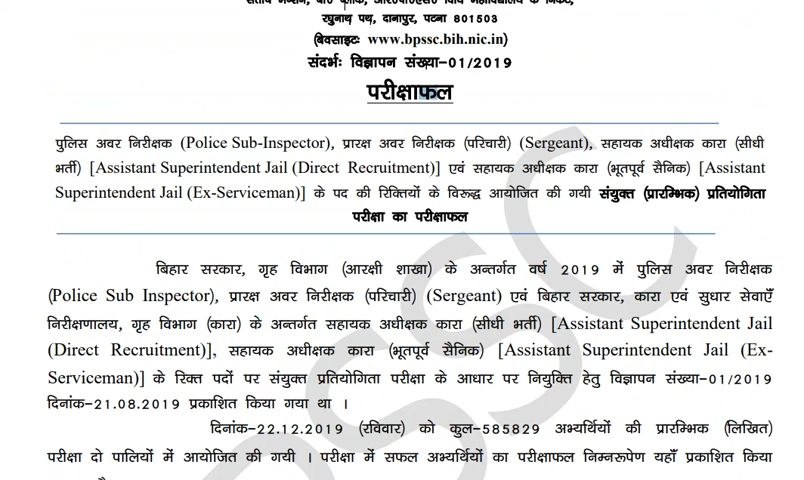 रघुनाथ पथ, दानापुर, पटना 801503
(बेवसाइटः www.bpssc.bih.nic.in)
संदर्भः विज्ञापन संख्या-01/2019
परीक्षाफल
पुलिस अवर निरीक्षक (Police Sub-Inspector), प्रारक्ष अवर निरीक्षक (परिचारी) (Sergeant), सहायक अधीक्षक कारा (सीधी
भर्ती) [Assistant Superintendent Jail (Direct Recruitment)] एवं सहायक अधीक्षक कारा (भूतपूर्व सैनिक) [Assistant
Superintendent Jail (Ex-Serviceman)] के पद की रिक्तियों के विरुद्ध आयोजित की गयी संयुक्त (प्रारम्भिक) प्रतियोगिता
परीक्षा का परीक्षाफल
बिहार सरकार, गृह विभाग (आरक्षी शाखा) के अन्तर्गत वर्ष 2019 में पुलिस अवर निरीक्षक
(Police Sub Inspector), प्रारक्ष अवर निरीक्षक (परिचारी) (Sergeant) एवं बिहार सरकार, कारा एवं सुधार सेवाएँ
निरीक्षणालय, गृह विभाग (कारा) के अन्तर्गत सहायक अधीक्षक कारा (सीधी भर्ती) [Assistant Superintendent Jail
(Direct Recruitment)], सहायक अधीक्षक कारा (भूतपूर्व सैनिक) [Assistant Superintendent Jail (Ex-
Serviceman)] के रिक्त पदों पर संयुक्त प्रतियोगिता परीक्षा के आधार पर नियुक्ति हेतु विज्ञापन संख्या-01/2019
दिनांक-21.08.2019 प्रकाशित किया गया था ।
दिनांक-22.12.2019 (रविवार) को कुल-585829 अभ्यर्थियों की प्रारम्भिक (लिखित)
परीक्षा दो पालियों में आयोजित की गयी । परीक्षा में सफल अभ्यर्थियों का परीक्षाफल निम्नरूपेण यहाँ प्रकाशित किया